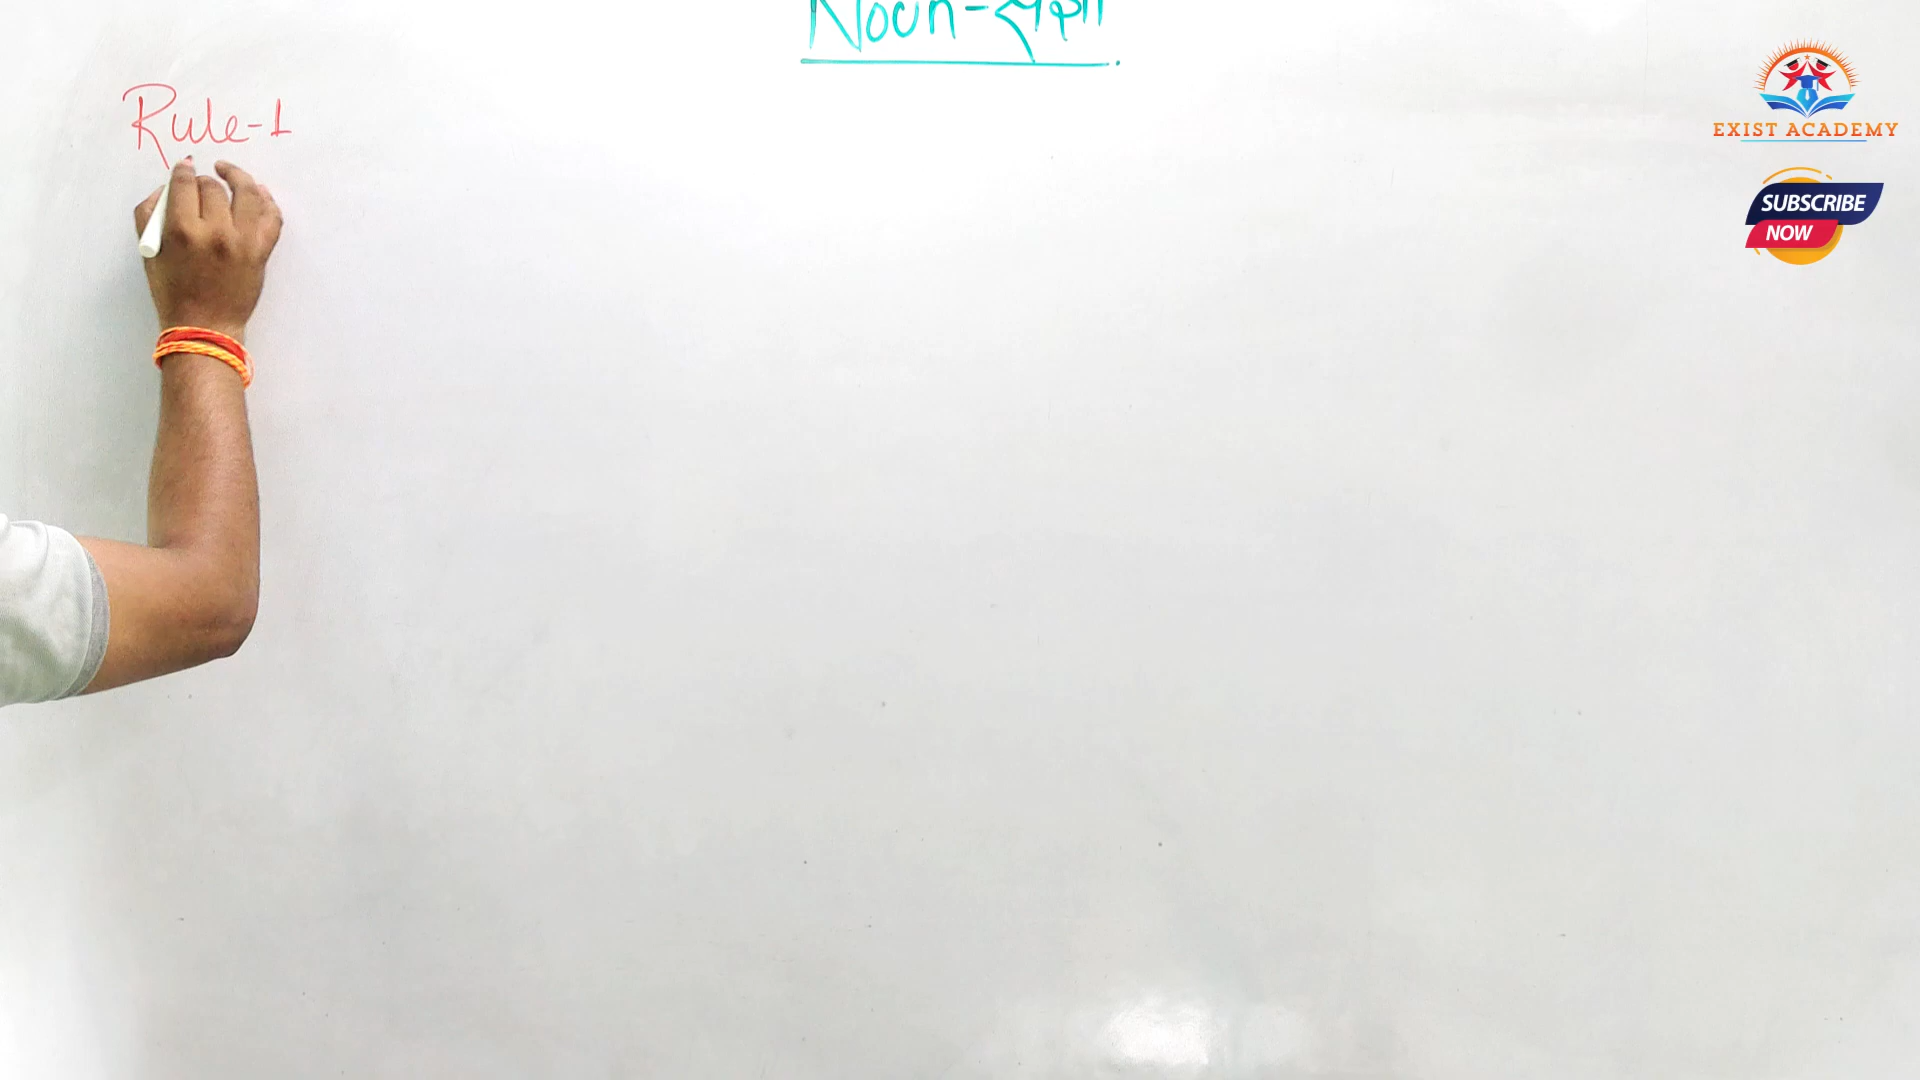 Noun-संज्ञा
Rule-1
EXIST ACADEMY
SUBSCRIBE
NOW